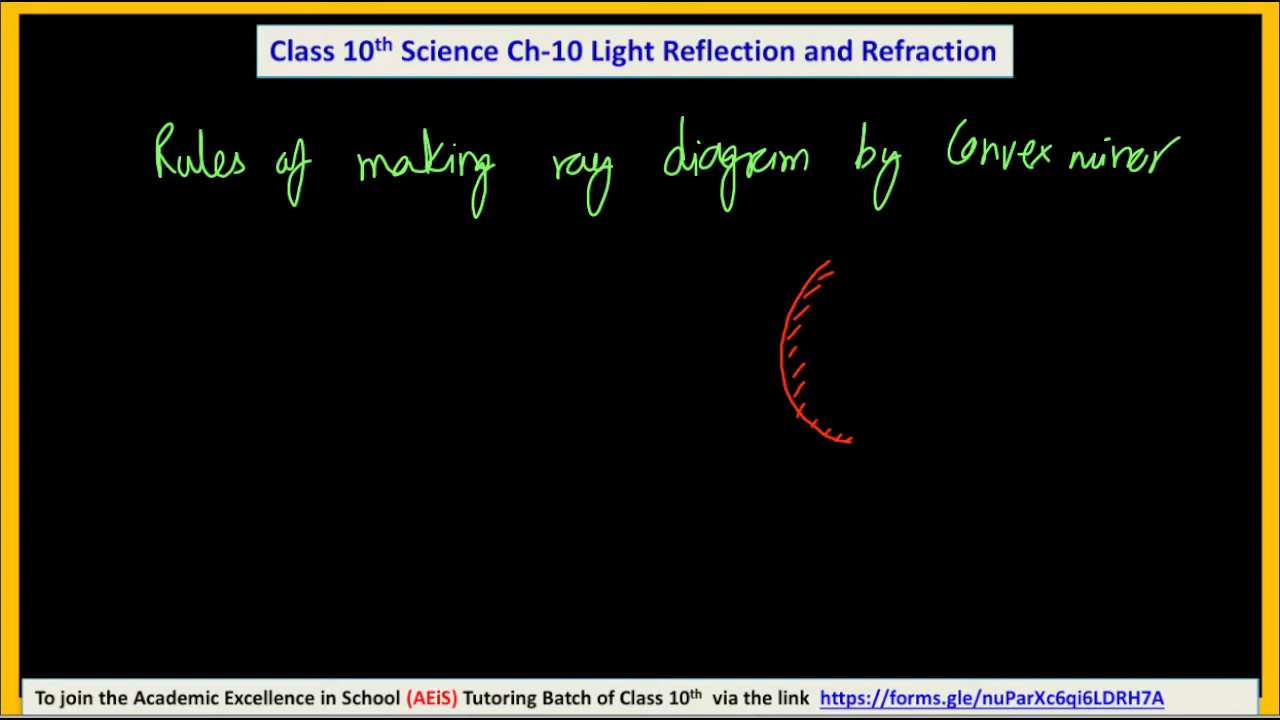 Class 10th Science Ch-10 Light Reflection and Refraction
Rules of making ray diagram by Convex mirror
To join the Academic Excellence in School (AEiS) Tutoring Batch of Class 10th via the link https://forms.gle/nuParXc6qi6LDRH7A